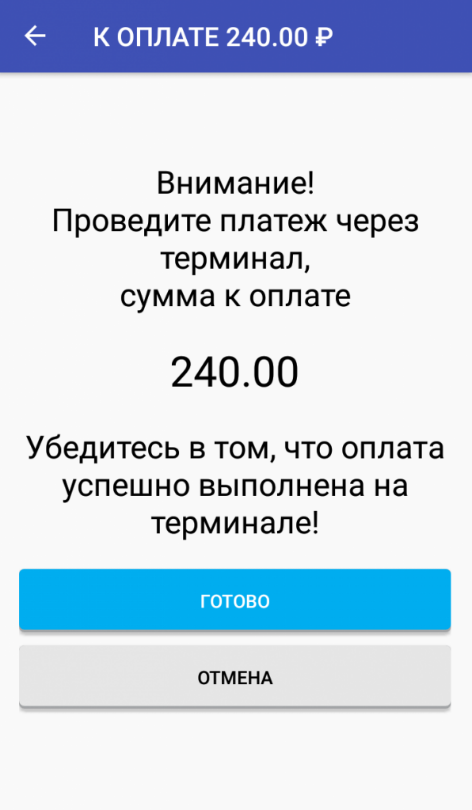 К ОПЛАТЕ 240.00 ₽
Внимание!
Проведите платеж через
терминал,
сумма к оплате
240.00
Убедитесь в том, что оплата
успешно выполнена на
терминале!
ГОТОВО
ОТМЕНА